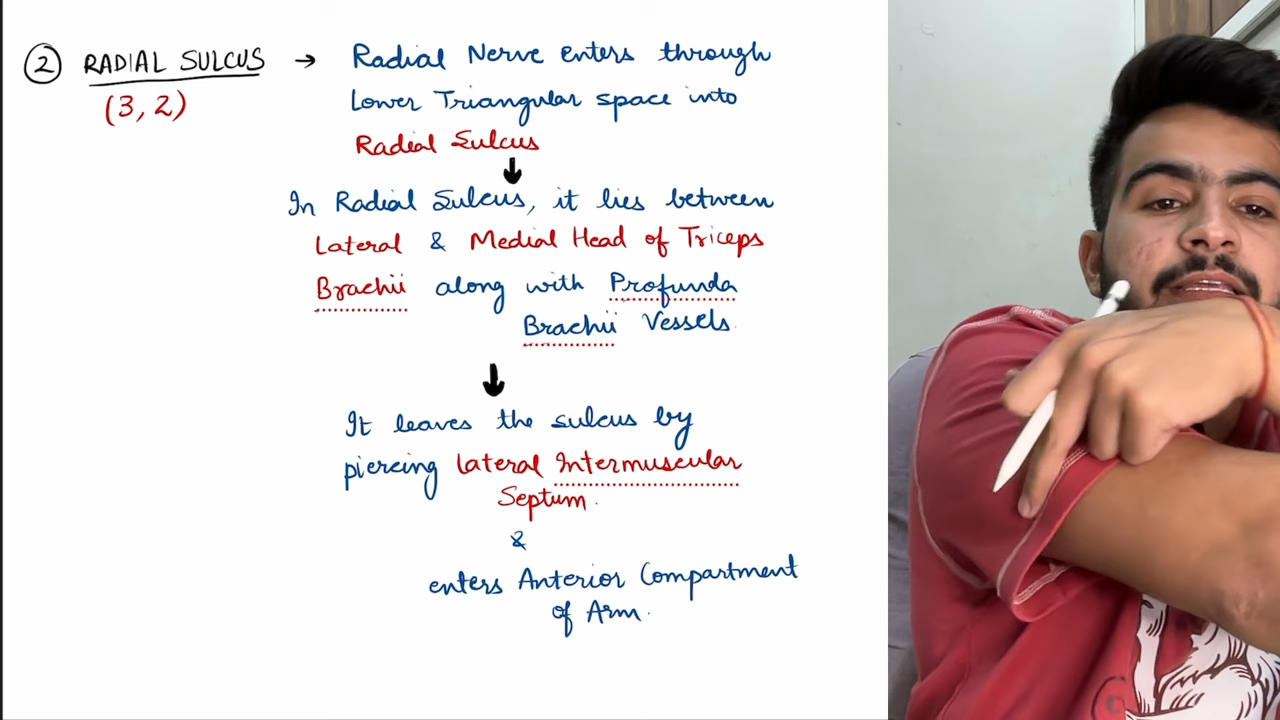 ② RADIAL SULCUS → Radial Nerve enters through
(3, 2)
Lower Triangular space into
Radial Sulcus
In Radial Sulcus, it lies between
Lateral & Medial Head of Triceps
Brachii along with Profunda
Brachii Vessels.
It leaves the sulcus by
piercing lateral Intermuscular
Septum.
&
enters Anterior Compartment
of Arm.